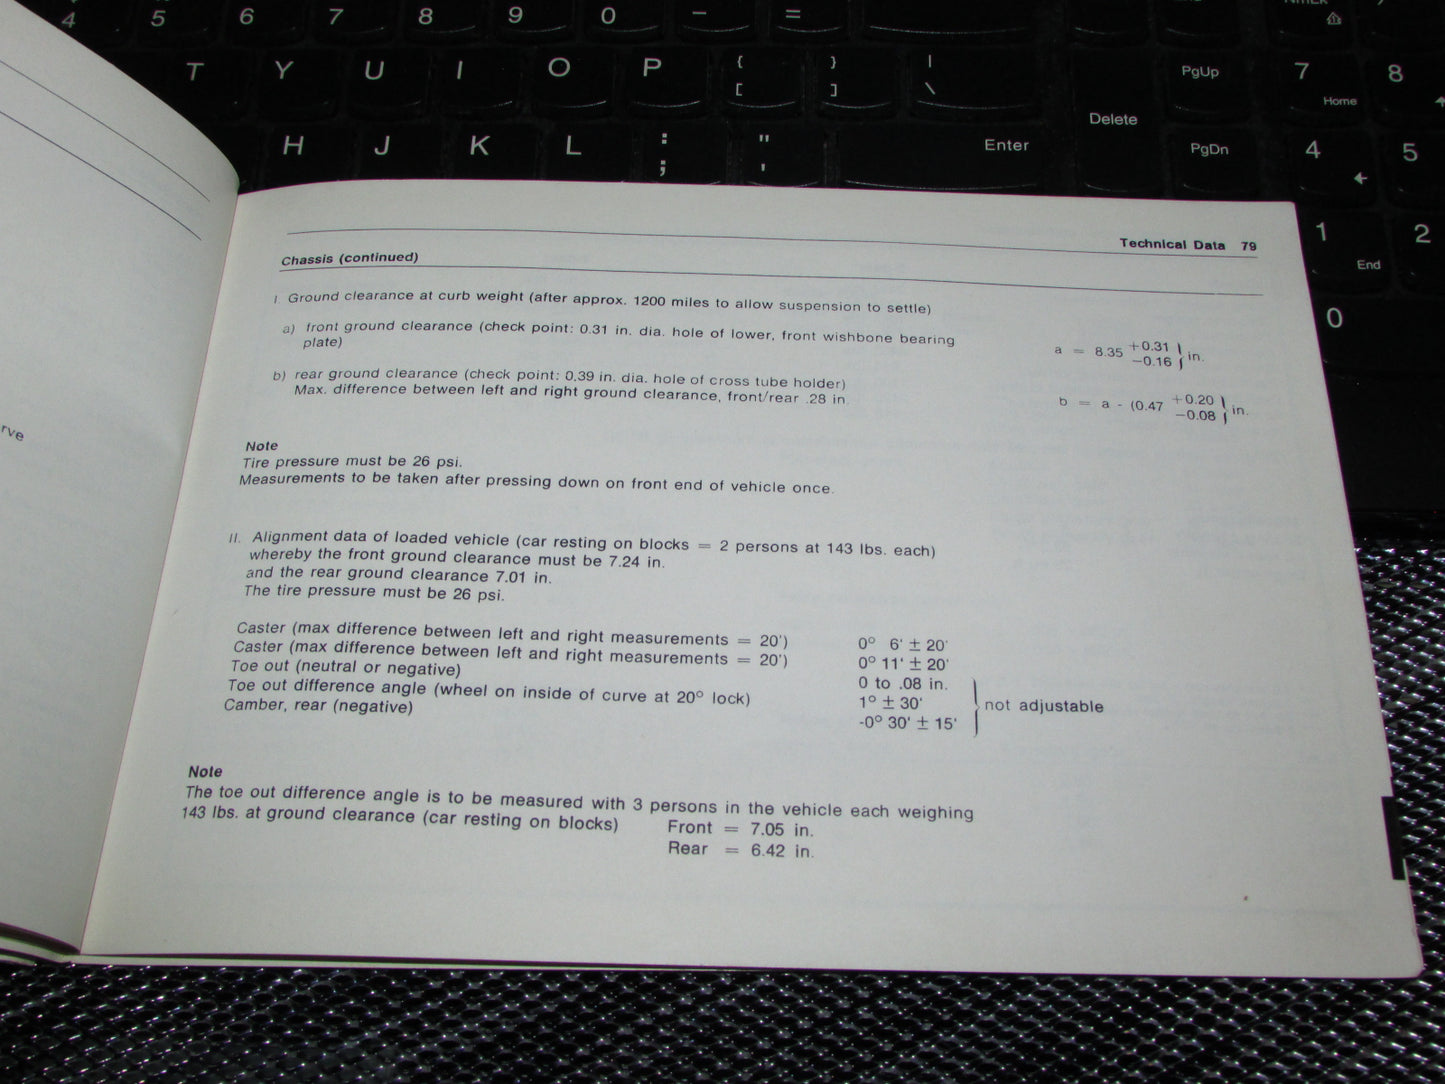 4 5 6 7 8 9 0 - =
T Y U I O P { [ } ] | \
PgUp 7 Home 8
Delete
H J K L : ; " ' Enter
PgDn 4 5
1 End 2
0
rve
Technical Data 79
Chassis (continued)
I. Ground clearance at curb weight (after approx. 1200 miles to allow suspension to settle)
a) front ground clearance (check point: 0.31 in. dia. hole of lower, front wishbone bearing
plate)
a = 8.35 +0.31 −0.16 } in.
b) rear ground clearance (check point: 0.39 in. dia. hole of cross tube holder)
Max. difference between left and right ground clearance, front/rear .28 in.
b = a - (0.47 +0.20 −0.08 } in.
Note
Tire pressure must be 26 psi.
Measurements to be taken after pressing down on front end of vehicle once.
II. Alignment data of loaded vehicle (car resting on blocks = 2 persons at 143 lbs. each)
whereby the front ground clearance must be 7.24 in.
and the rear ground clearance 7.01 in.
The tire pressure must be 26 psi.
Caster (max difference between left and right measurements = 20') 0° 6' ± 20'
Caster (max difference between left and right measurements = 20') 0° 11' ± 20'
Toe out (neutral or negative) 0 to .08 in.
Toe out difference angle (wheel on inside of curve at 20° lock) 1° ± 30' } not adjustable
Camber, rear (negative) -0° 30' ± 15'
Note
The toe out difference angle is to be measured with 3 persons in the vehicle each weighing
143 lbs. at ground clearance (car resting on blocks) Front = 7.05 in.
Rear = 6.42 in.